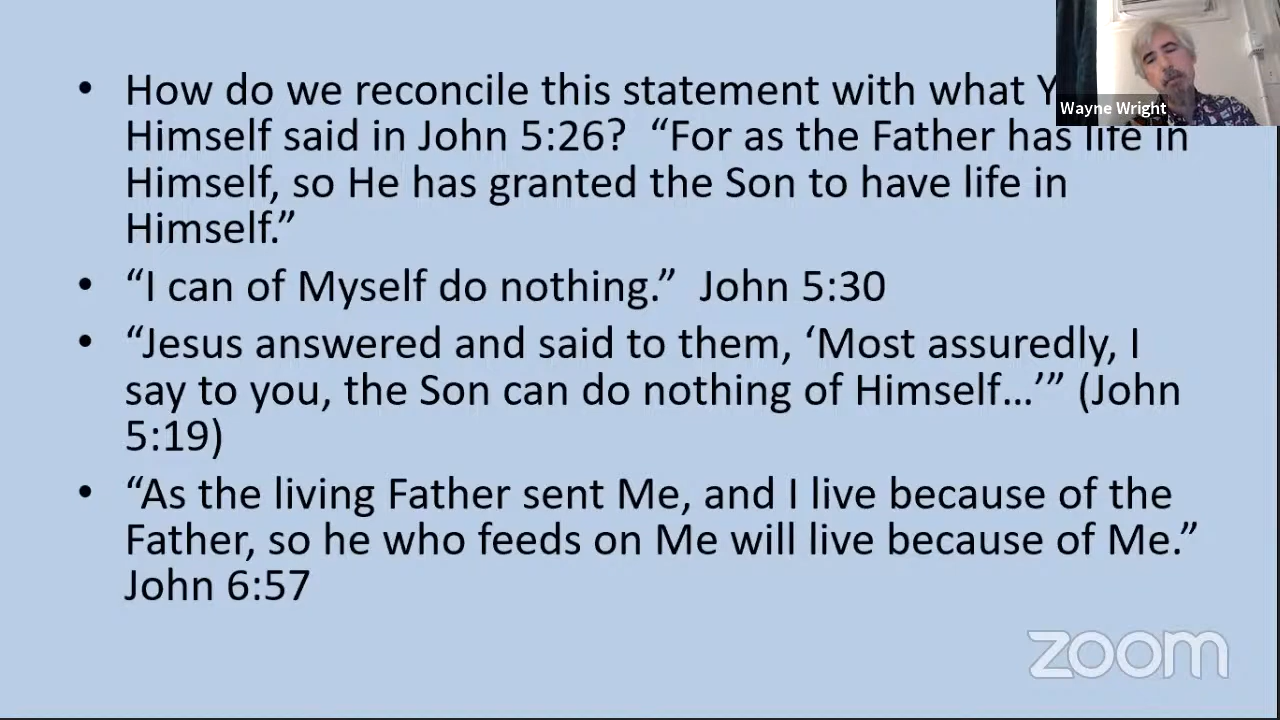 • How do we reconcile this statement with what Y
Wayne Wright
Himself said in John 5:26?  “For as the Father has life in
Himself, so He has granted the Son to have life in
Himself.”
• “I can of Myself do nothing.”  John 5:30
• “Jesus answered and said to them, ‘Most assuredly, I
say to you, the Son can do nothing of Himself…’” (John
5:19)
• “As the living Father sent Me, and I live because of the
Father, so he who feeds on Me will live because of Me.”
John 6:57
zoom